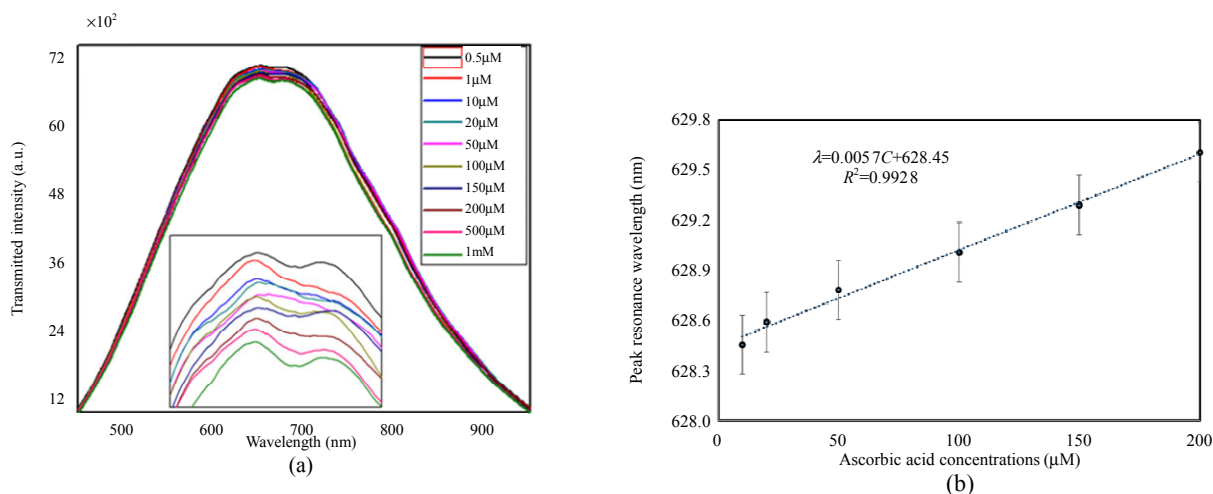 ×10²
72
60
48
36
24
12
Transmitted intensity (a.u.)
0.5μM
1μM
10μM
20μM
50μM
100μM
150μM
200μM
500μM
1mM
500 600 700 800 900
Wavelength (nm)
(a)
629.8
629.5
629.2
628.9
628.6
628.3
628.0
Peak resonance wavelength (nm)
λ=0.0057C+628.45
R²=0.9928
0 50 100 150 200
Ascorbic acid concentrations (μM)
(b)